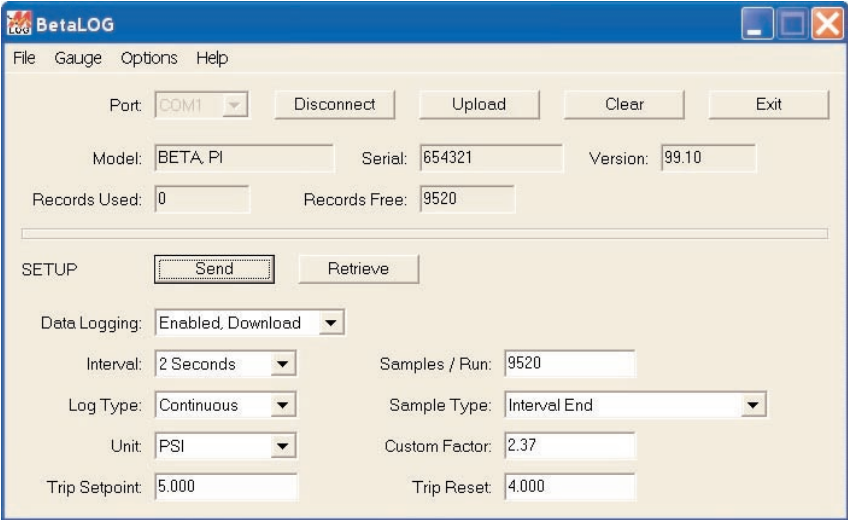 LOG BetaLOG
File Gauge Options Help
Port: COM1 Disconnect Upload Clear Exit
Model: BETA, PI Serial: 654321 Version: 99.10
Records Used: 0 Records Free: 9520
SETUP Send Retrieve
Data Logging: Enabled, Download
Interval: 2 Seconds Samples / Run: 9520
Log Type: Continuous Sample Type: Interval End
Unit: PSI Custom Factor: 2.37
Trip Setpoint: 5.000 Trip Reset: 4.000